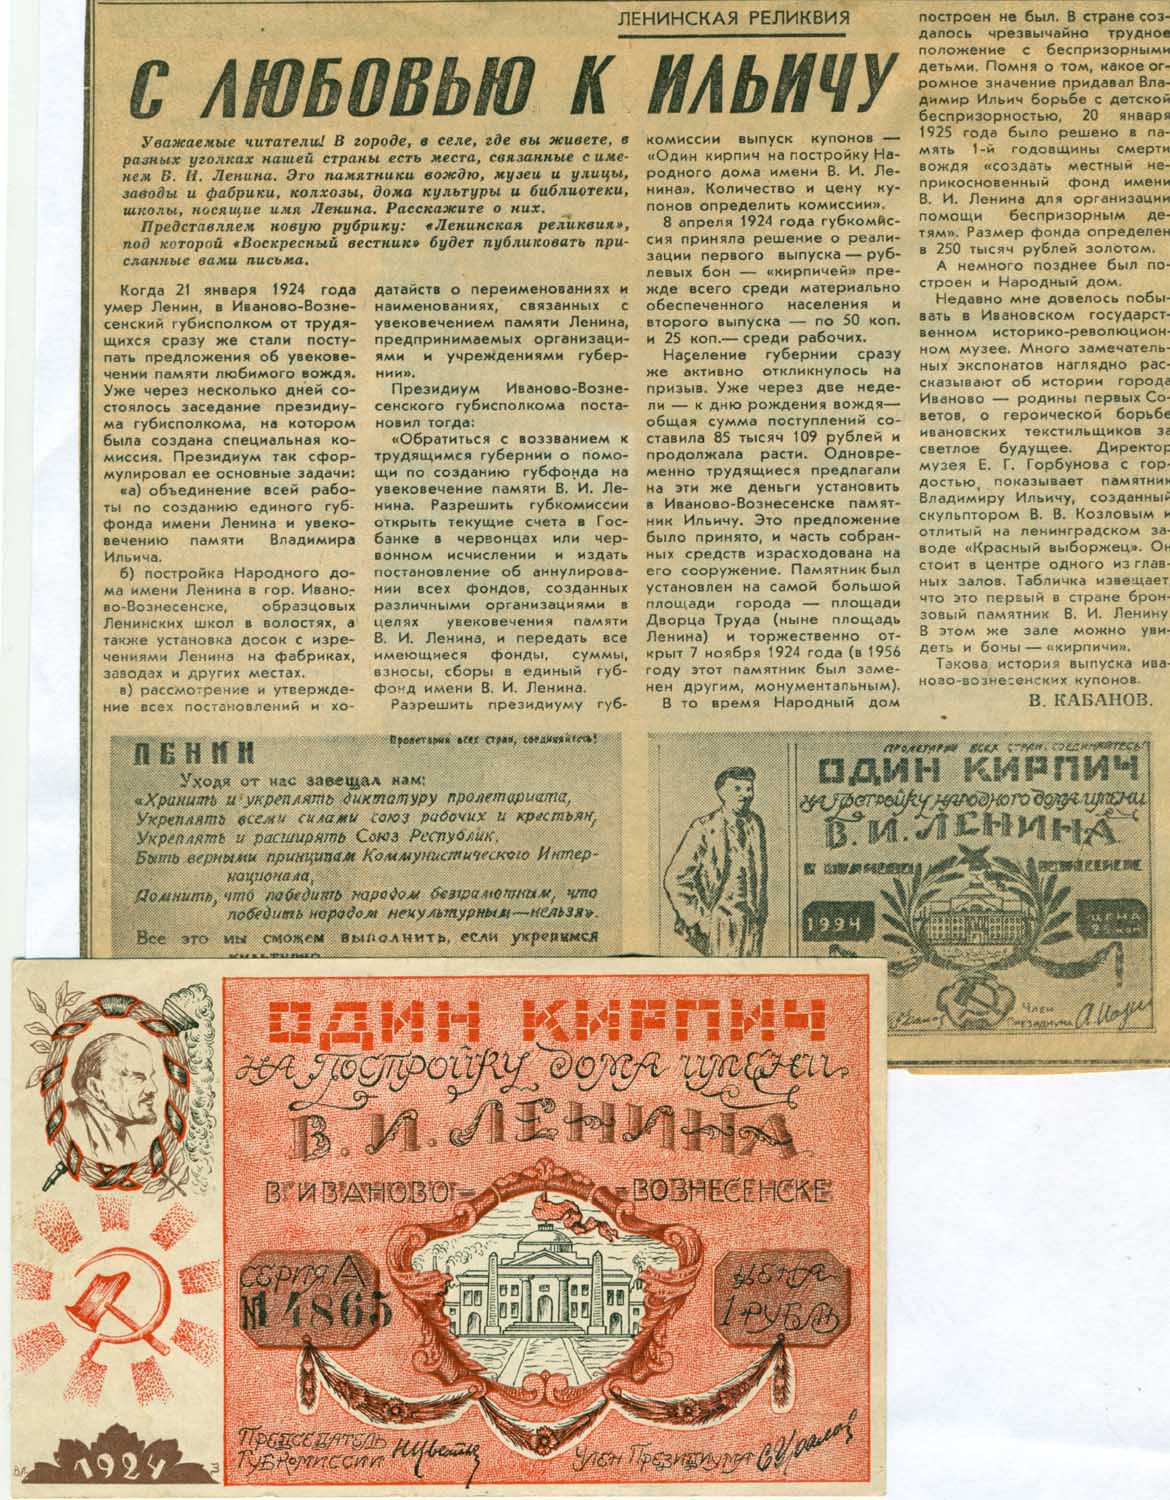 ЛЕНИНСКАЯ РЕЛИКВИЯ
С ЛЮБОВЬЮ К ИЛЬИЧУ
Уважаемые читатели! В городе, в селе, где вы живете, в
разных уголках нашей страны есть места, связанные с име-
нем В. И. Ленина. Это памятники вождю, музеи и улицы,
заводы и фабрики, колхозы, дома культуры и библиотеки,
школы, носящие имя Ленина. Расскажите о них.
Представляем новую рубрику: «Ленинская реликвия»,
под которой «Воскресный вестник» будет публиковать при-
сланные вами письма.
Когда 21 января 1924 года
умер Ленин, в Иваново-Возне-
сенский губисполком от трудя-
щихся сразу же стали посту-
пать предложения об увекове-
чении памяти любимого вождя.
Уже через несколько дней со-
стоялось заседание президиу-
ма губисполкома, на котором
была создана специальная ко-
миссия. Президиум так сфор-
мулировал ее основные задачи:
«а) объединение всей рабо-
ты по созданию единого губ-
фонда имени Ленина и увеко-
вечению памяти Владимира
Ильича.
б) постройка Народного до-
ма имени Ленина в гор. Ивано-
во-Вознесенске, образцовых
Ленинских школ в волостях, а
также установка досок с изре-
чениями Ленина на фабриках,
заводах и других местах.
в) рассмотрение и утвержде-
ние всех постановлений и хо-
датайств о переименованиях и
наименованиях, связанных с
увековечением памяти Ленина,
предпринимаемых организаци-
ями и учреждениями губер-
нии».
Президиум Иваново-Возне-
сенского губисполкома поста-
новил тогда:
«Обратиться с воззванием к
трудящимся губернии о помо-
щи по созданию губфонда на
увековечение памяти В. И. Ле-
нина. Разрешить губкомиссии
открыть текущие счета в Гос-
банке в червонцах или чер-
вонном исчислении и издать
постановление об аннулирова-
нии всех фондов, созданных
различными организациями в
целях увековечения памяти
В. И. Ленина, и передать все
имеющиеся фонды, суммы,
взносы, сборы в единый губ-
фонд имени В. И. Ленина.
Разрешить президиуму губ-
комиссии выпуск купонов —
«Один кирпич на постройку На-
родного дома имени В. И. Ле-
нина». Количество и цену ку-
понов определить комиссии».
8 апреля 1924 года губкомис-
сия приняла решение о реали-
зации первого выпуска — руб-
левых бон — «кирпичей» пре-
жде всего среди материально
обеспеченного населения и
второго выпуска — по 50 коп.
и 25 коп.— среди рабочих.
Население губернии сразу
же активно откликнулось на
призыв. Уже через две неде-
ли — к дню рождения вождя—
общая сумма поступлений со-
ставила 85 тысяч 109 рублей и
продолжала расти. Одновре-
менно трудящиеся предлагали
на эти же деньги установить
в Иваново-Вознесенске памят-
ник Ильичу. Это предложение
было принято, и часть собран-
ных средств израсходована на
его сооружение. Памятник был
установлен на самой большой
площади города — площади
Дворца Труда (ныне площадь
Ленина) и торжественно от-
крыт 7 ноября 1924 года (в 1956
году этот памятник был заме-
нен другим, монументальным).
В то время Народный дом
построен не был. В стране соз-
далось чрезвычайно трудное
положение с беспризорными
детьми. Помня о том, какое ог-
ромное значение придавал Вла-
димир Ильич борьбе с детской
беспризорностью, 20 января
1925 года было решено в па-
мять 1-й годовщины смерти
вождя «создать местный не-
прикосновенный фонд имени
В. И. Ленина для организации
помощи беспризорным де-
тям». Размер фонда определен
в 250 тысяч рублей золотом.
А немного позднее был по-
строен и Народный дом.
Недавно мне довелось побы-
вать в Ивановском государст-
венном историко-революцион-
ном музее. Много замечатель-
ных экспонатов наглядно рас-
сказывают об истории города
Иваново — родины первых Со-
ветов, о героической борьбе
ивановских текстильщиков за
светлое будущее. Директор
музея Е. Г. Горбунова с гор-
достью показывает памятник
Владимиру Ильичу, созданный
скульптором В. В. Козловым и
отлитый на ленинградском за-
воде «Красный выборжец». Он
стоит в центре одного из глав-
ных залов. Табличка извещает,
что это первый в стране брон-
зовый памятник В. И. Ленину.
В этом же зале можно уви-
деть и боны — «кирпичи».
Такова история выпуска ива-
ново-вознесенских купонов.
В. КАБАНОВ.
Пролетарии всех стран, соединяйтесь!
ЛЕНИН
Уходя от нас завещал нам:
«Хранить и укреплять диктатуру пролетариата,
Укреплять всеми силами союз рабочих и крестьян,
Укреплять и расширять Союз Республик,
Быть верными принципам Коммунистического Интер-
национала,
Помнить, что победить народом безграмотным, что
победить народом некультурным—нельзя».
Все это мы сможем выполнить, если укрепимся
культурно
ПРОЛЕТАРИИ ВСЕХ СТРАН, СОЕДИНЯЙТЕСЬ!
ОДИН КИРПИЧ
на постройку народного дома имени
В. И. ЛЕНИНА
В ИВАНОВО ВОЗНЕСЕНСКЕ
1924
ЦЕНА
25 коп
Член
Президиума
ОДИН КИРПИЧ
на постройку дома имени
В. И. ЛЕНИНА
В ИВАНОВО-ВОЗНЕСЕНСКЕ
СЕРИЯ А
№ 14865
ЦЕНА
1 РУБЛЬ
ПРЕДСЕДАТЕЛЬ
ГУБКОМИССИИ
ЧЛЕН ПРЕЗИДИУМА
1924